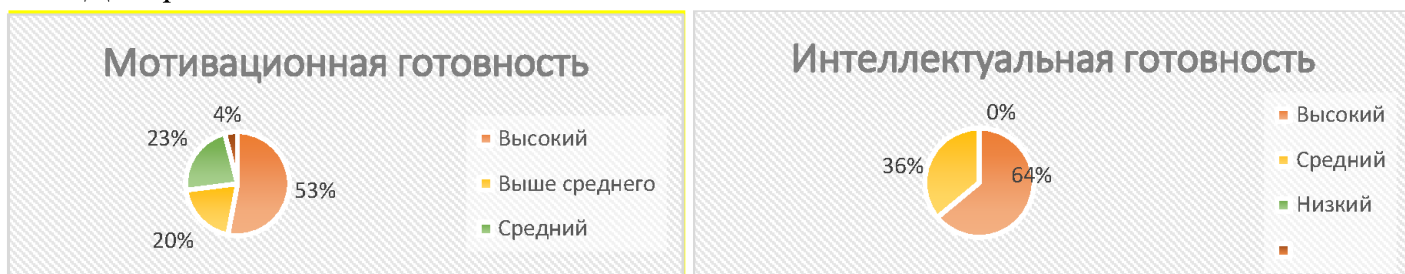 Мотивационная готовность
4%
23%
53%
20%
Высокий
Выше среднего
Средний
Интеллектуальная готовность
0%
36%
64%
Высокий
Средний
Низкий